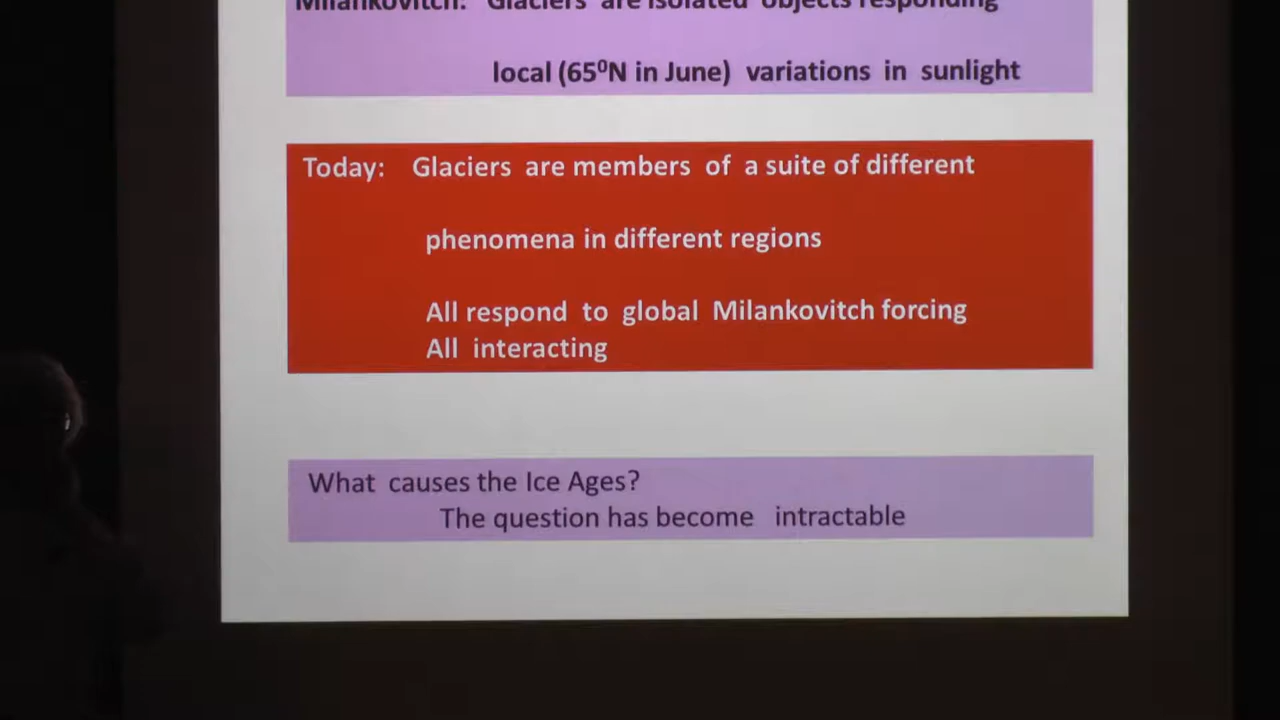 Milankovitch: Glaciers are isolated objects responding
local (65⁰N in June) variations in sunlight
Today: Glaciers are members of a suite of different
phenomena in different regions
All respond to global Milankovitch forcing
All interacting
What causes the Ice Ages?
The question has become intractable